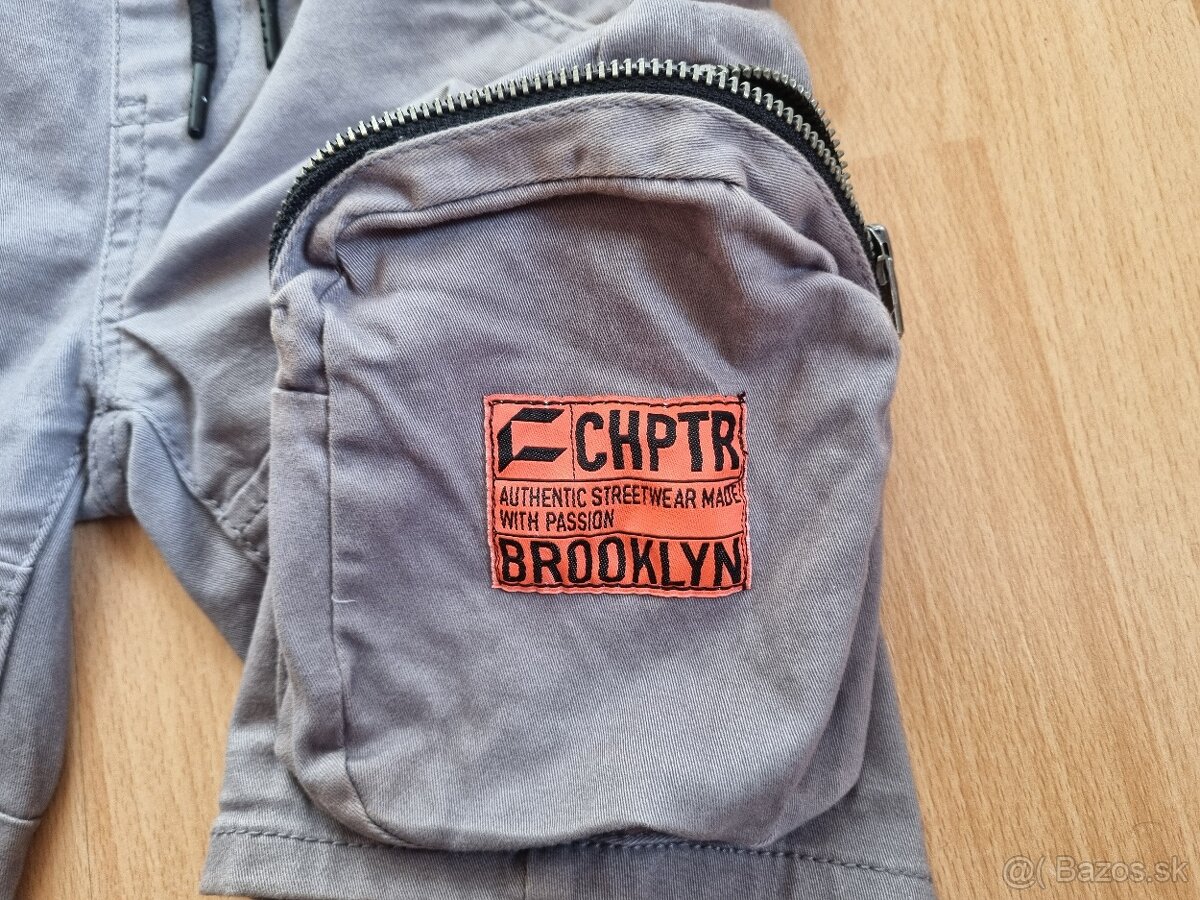 CHPTR
AUTHENTIC STREETWEAR MADE
WITH PASSION
BROOKLYN
@( Bazos.sk